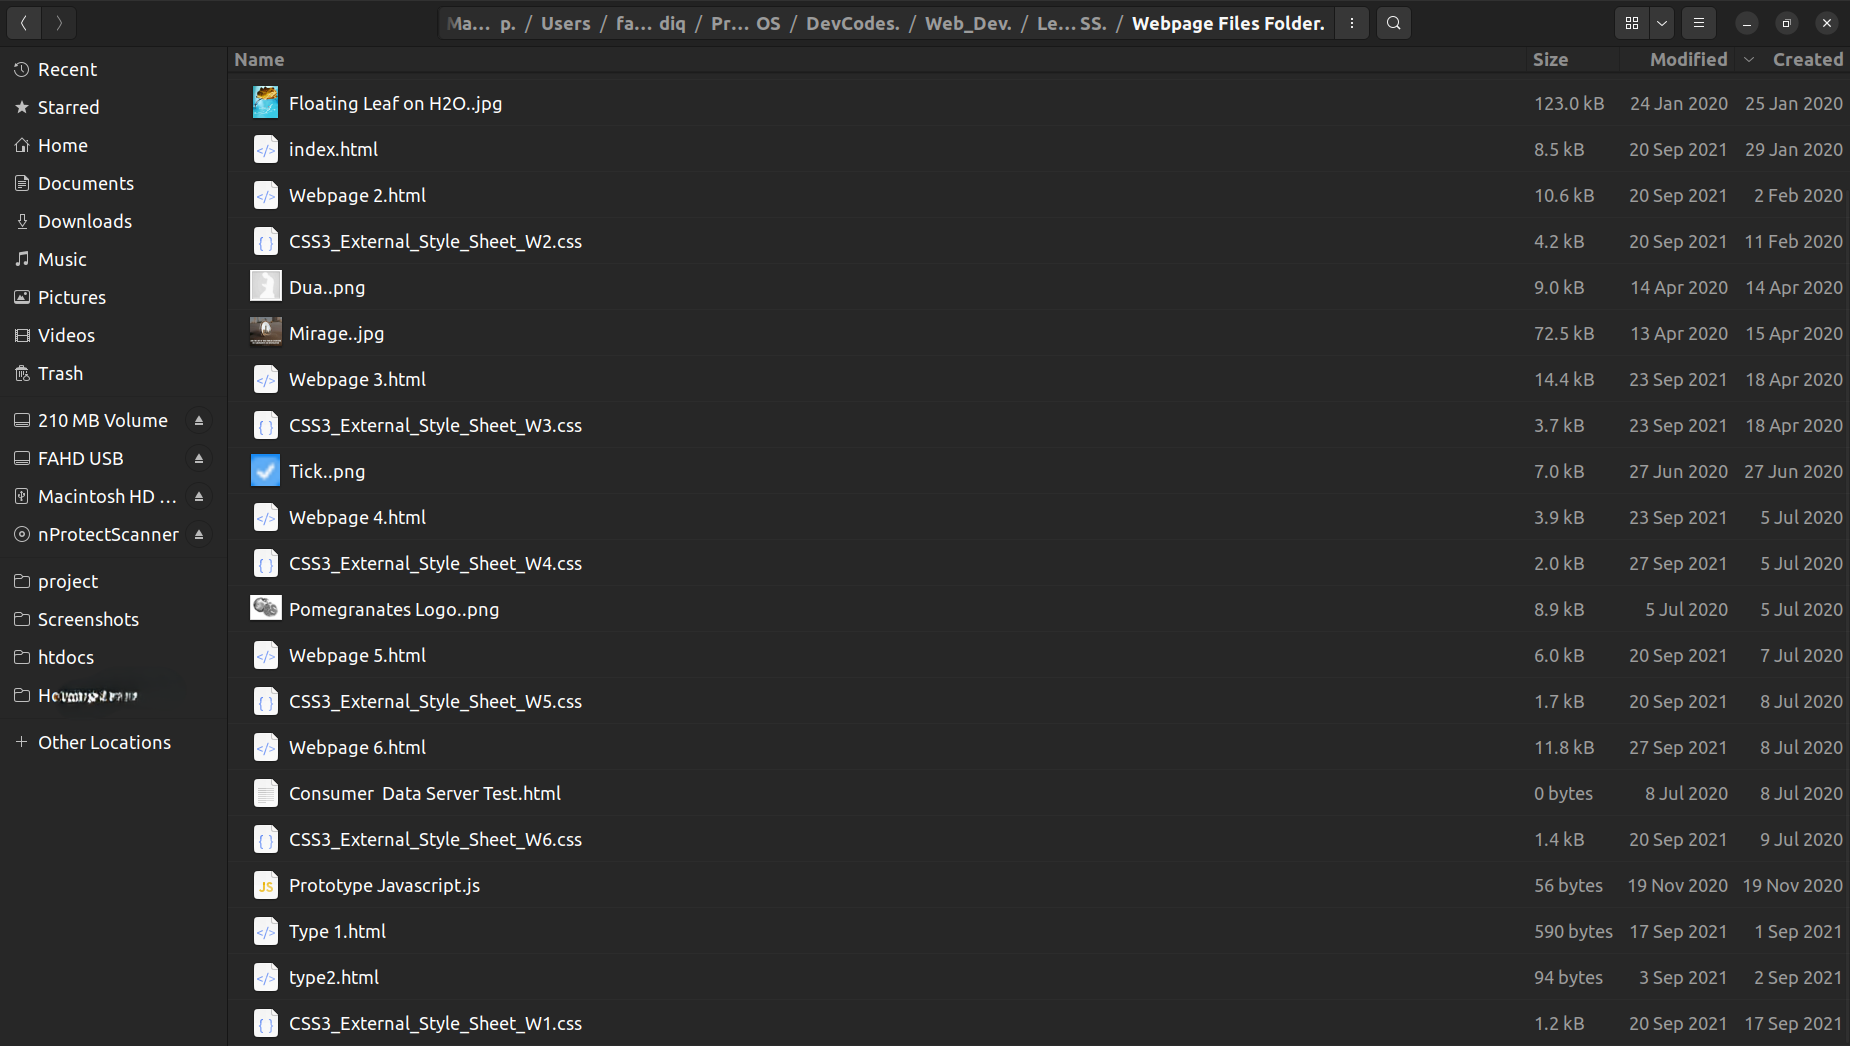 Ma... p. / Users / fa... diq / Pr... OS / DevCodes. / Web_Dev. / Le... SS. / Webpage Files Folder.
Name Size Modified Created
Recent
Starred
Home
Documents
Downloads
Music
Pictures
Videos
Trash
210 MB Volume
FAHD USB
Macintosh HD ...
nProtectScanner
project
Screenshots
htdocs
Other Locations
Floating Leaf on H2O..jpg 123.0 kB 24 Jan 2020 25 Jan 2020
index.html 8.5 kB 20 Sep 2021 29 Jan 2020
Webpage 2.html 10.6 kB 20 Sep 2021 2 Feb 2020
CSS3_External_Style_Sheet_W2.css 4.2 kB 20 Sep 2021 11 Feb 2020
Dua..png 9.0 kB 14 Apr 2020 14 Apr 2020
Mirage..jpg 72.5 kB 13 Apr 2020 15 Apr 2020
Webpage 3.html 14.4 kB 23 Sep 2021 18 Apr 2020
CSS3_External_Style_Sheet_W3.css 3.7 kB 23 Sep 2021 18 Apr 2020
Tick..png 7.0 kB 27 Jun 2020 27 Jun 2020
Webpage 4.html 3.9 kB 23 Sep 2021 5 Jul 2020
CSS3_External_Style_Sheet_W4.css 2.0 kB 27 Sep 2021 5 Jul 2020
Pomegranates Logo..png 8.9 kB 5 Jul 2020 5 Jul 2020
Webpage 5.html 6.0 kB 20 Sep 2021 7 Jul 2020
CSS3_External_Style_Sheet_W5.css 1.7 kB 20 Sep 2021 8 Jul 2020
Webpage 6.html 11.8 kB 27 Sep 2021 8 Jul 2020
Consumer  Data Server Test.html 0 bytes 8 Jul 2020 8 Jul 2020
CSS3_External_Style_Sheet_W6.css 1.4 kB 20 Sep 2021 9 Jul 2020
JS Prototype Javascript.js 56 bytes 19 Nov 2020 19 Nov 2020
Type 1.html 590 bytes 17 Sep 2021 1 Sep 2021
type2.html 94 bytes 3 Sep 2021 2 Sep 2021
CSS3_External_Style_Sheet_W1.css 1.2 kB 20 Sep 2021 17 Sep 2021